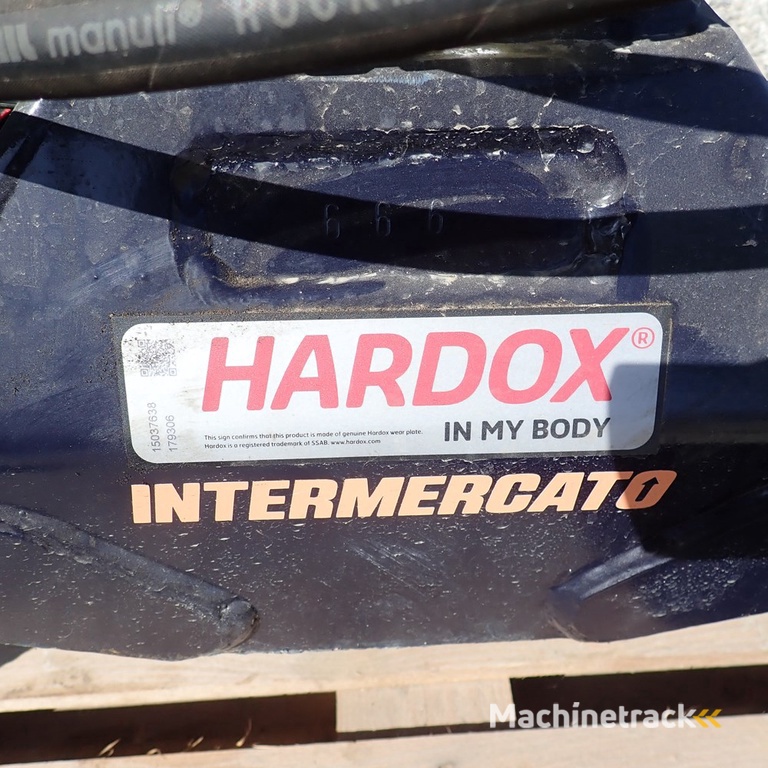 manuli®
666
HARDOX®
IN MY BODY
15037638
179306
This sign confirms that this product is made of genuine Hardox wear plate.
Hardox is a registered trademark of SSAB. www.hardox.com
INTERMERCATO
Machinetrack